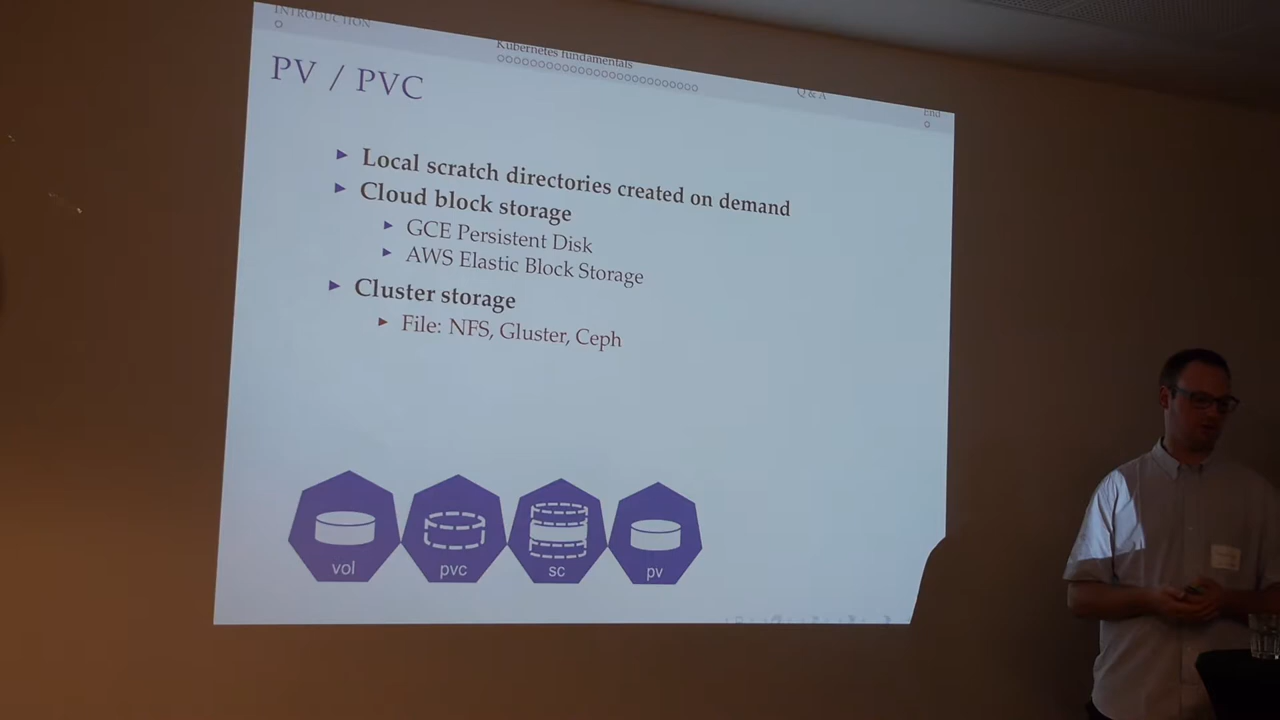 INTRODUCTION
Kubernetes fundamentals
Q & A
End
PV / PVC
Local scratch directories created on demand
Cloud block storage
GCE Persistent Disk
AWS Elastic Block Storage
Cluster storage
File: NFS, Gluster, Ceph
vol pvc sc pv